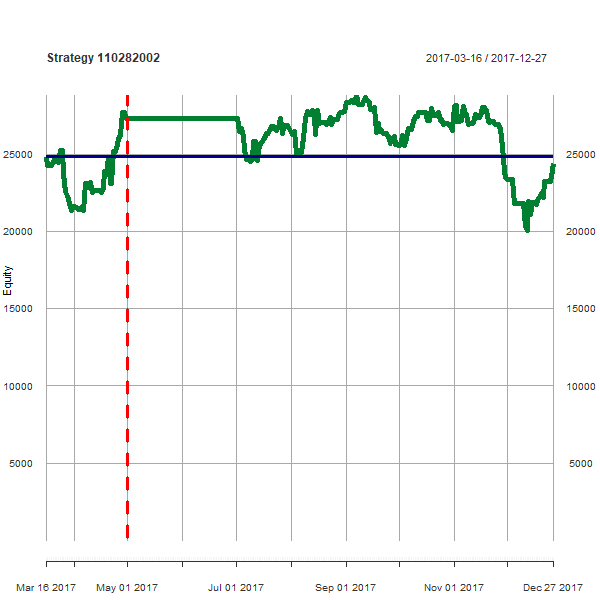 Strategy 110282002
2017-03-16 / 2017-12-27
25000
25000
20000
20000
Equity
15000
15000
10000
10000
5000
5000
Mar 16 2017
May 01 2017
Jul 01 2017
Sep 01 2017
Nov 01 2017
Dec 27 2017